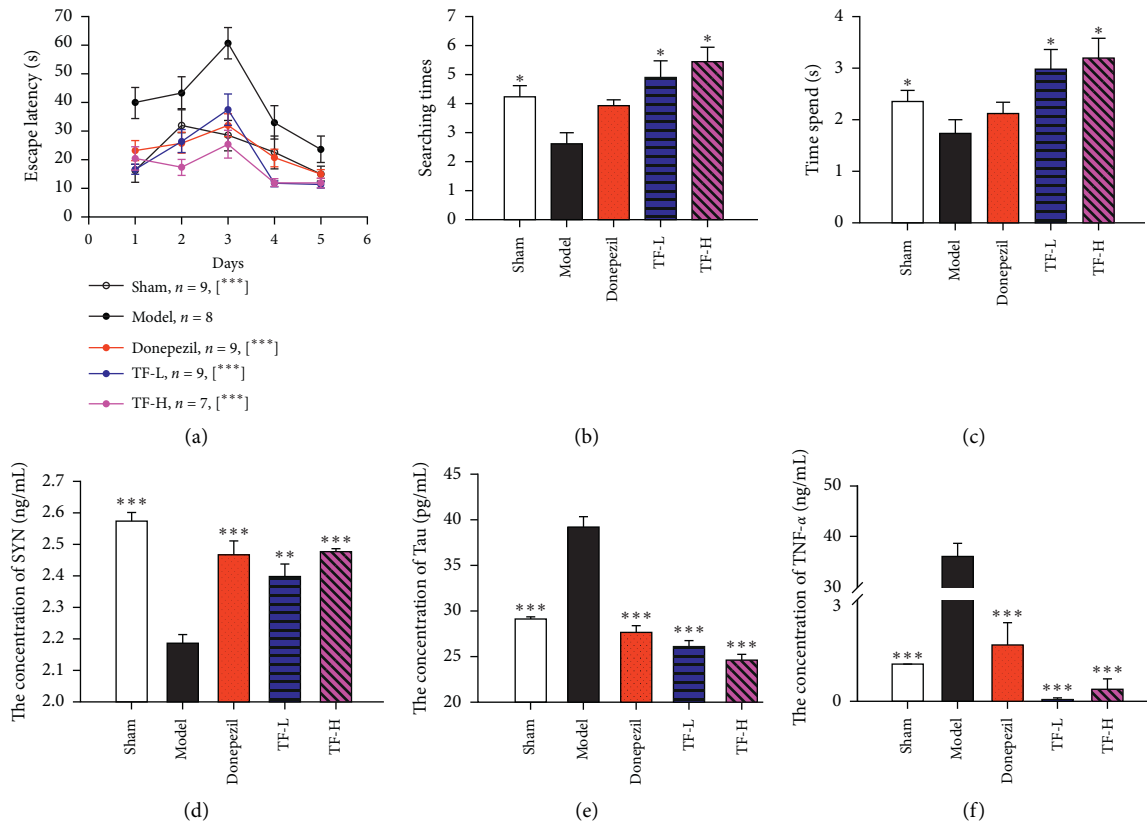 70
60
50
40
30
20
10
0
Escape latency (s)
0 1 2 3 4 5 6
Days
Sham, n = 9, [***]
Model, n = 8
Donepezil, n = 9, [***]
TF-L, n = 9, [***]
TF-H, n = 7, [***]
(a)
7
6
5
4
3
2
1
0
Searching times
*
*
*
Sham
Model
Donepezil
TF-L
TF-H
(b)
4
3
2
1
0
Time spend (s)
*
*
*
Sham
Model
Donepezil
TF-L
TF-H
(c)
2.7
2.6
2.5
2.4
2.3
2.2
2.1
2.0
The concentration of SYN (ng/mL)
***
***
**
***
Sham
Model
Donepezil
TF-L
TF-H
(d)
45
40
35
30
25
20
The concentration of Tau (pg/mL)
***
***
***
***
Sham
Model
Donepezil
TF-L
TF-H
(e)
50
40
30
3
0
The concentration of TNF-α (ng/mL)
***
***
***
***
Sham
Model
Donepezil
TF-L
TF-H
(f)